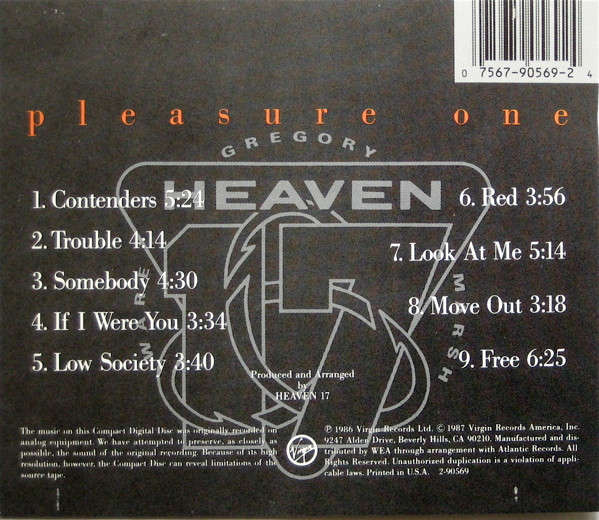 0 7567-90569-2 4
pleasure one
GREGORY
HEAVEN
17
WARE
MARSH
1. Contenders 5:24
2. Trouble 4:14
3. Somebody 4:30
4. If I Were You 3:34
5. Low Society 3:40
6. Red 3:56
7. Look At Me 5:14
8. Move Out 3:18
9. Free 6:25
Produced and Arranged
by
HEAVEN 17
The music on this Compact Digital Disc was originally recorded on
analog equipment. We have attempted to preserve, as closely as
possible, the sound of the original recording. Because of its high
resolution, however, the Compact Disc can reveal limitations of the
source tape.
Virgin
℗ 1986 Virgin Records Ltd. © 1987 Virgin Records America, Inc.
9247 Alden Drive, Beverly Hills, CA 90210. Manufactured and dis-
tributed by WEA through arrangement with Atlantic Records. All
Rights Reserved. Unauthorized duplication is a violation of appli-
cable laws. Printed in U.S.A. 2-90569